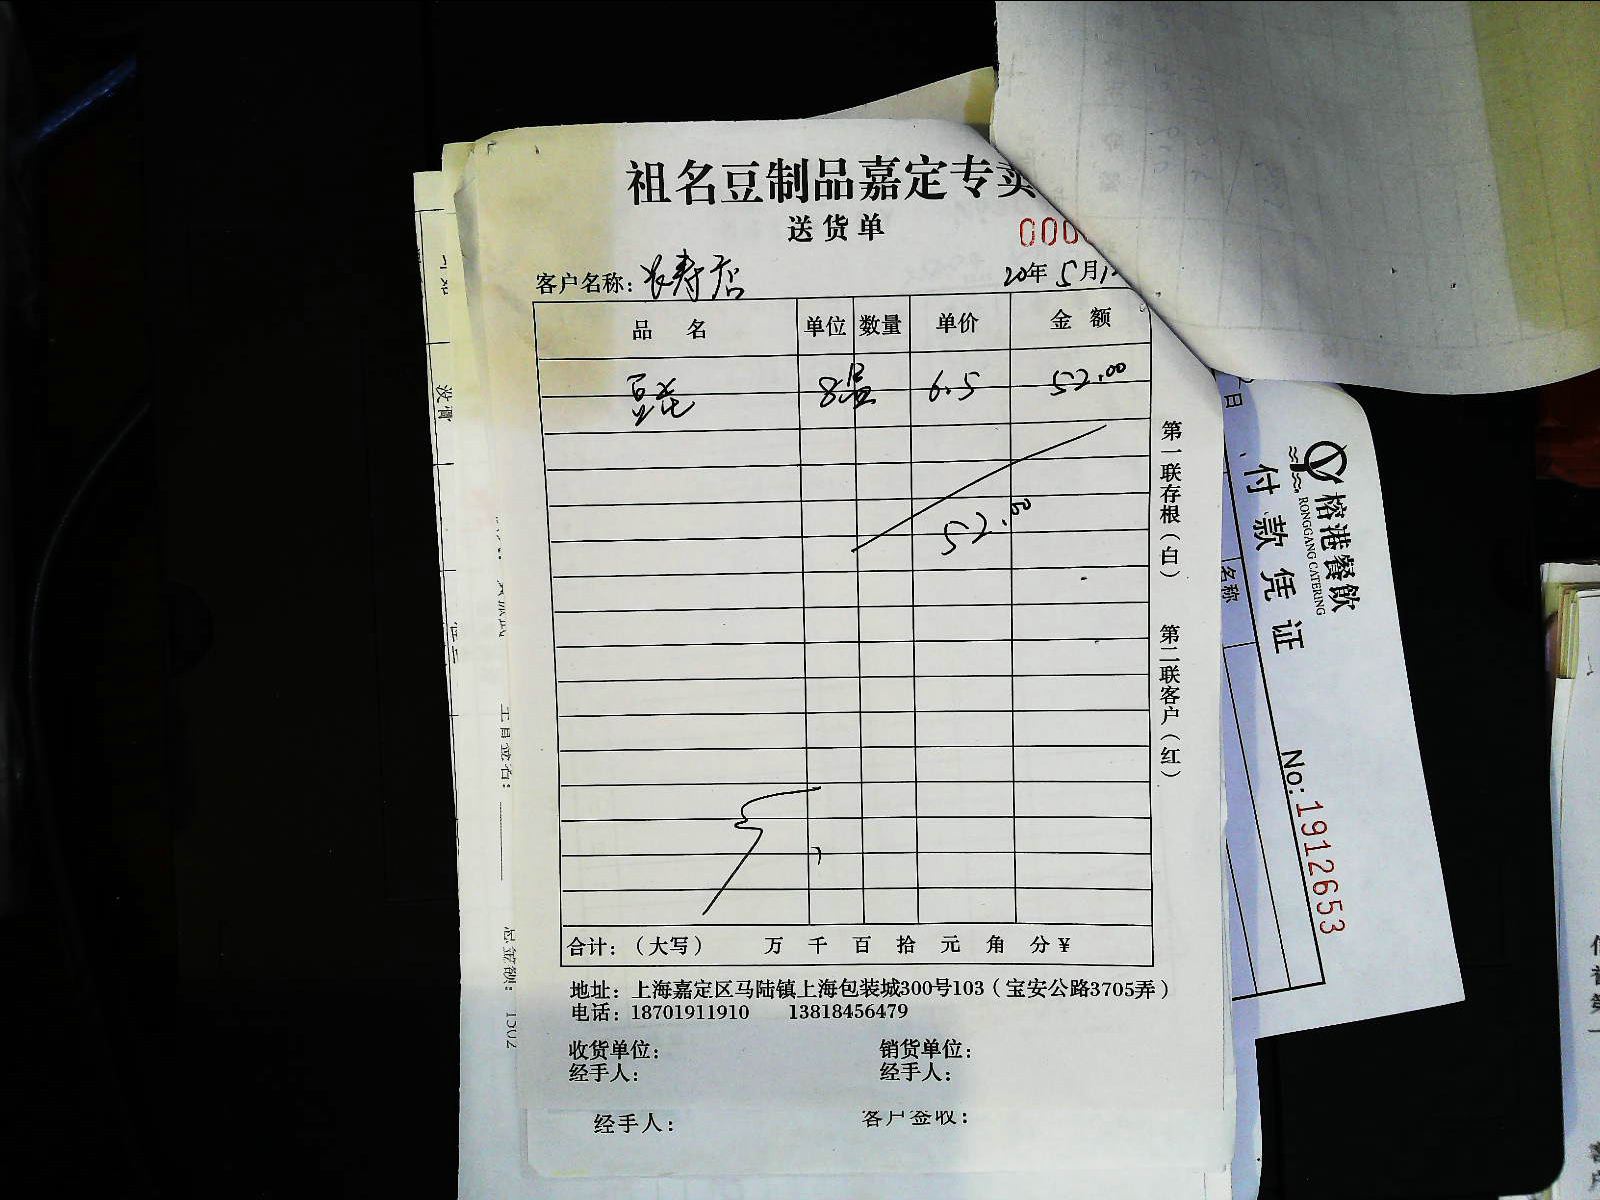 祖名豆制品嘉定专卖
送货单
000
客户名称：长寿店
20年5月1
品名 单位 数量 单价 金额
8盒 6.5 52.00
52.00
第一联存根（白） 第二联客户（红）
合计：（大写） 万 千 百 拾 元 角 分 ¥
地址：上海嘉定区马陆镇上海包装城300号103（宝安公路3705弄）
电话：18701911910 13818456479
收货单位： 销货单位：
经手人： 经手人：
经手人： 客户签收：
榕港餐飲
RONGGANG CATERING
付款凭证
No:1912653
日
名称